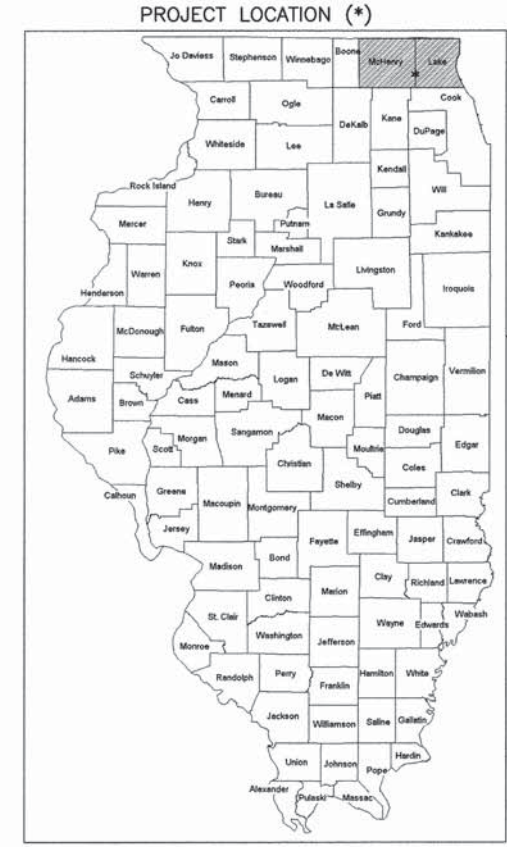 PROJECT LOCATION (*)
Jo Daviess Stephenson Winnebago Boone McHenry Lake
*
Carroll Ogle DeKalb Kane Cook
DuPage
Whiteside Lee
Kendall Will
Rock Island Henry Bureau La Salle Grundy
Mercer Putnam Kankakee
Stark Marshall
Knox Livingston
Warren Peoria Woodford Iroquois
Henderson
McDonough Fulton Tazewell McLean Ford
Hancock Mason
Schuyler Logan De Witt Champaign Vermilion
Adams Brown Cass Menard Piatt
Macon
Sangamon Douglas
Pike Scott Morgan Moultrie Edgar
Christian Coles
Shelby
Calhoun Greene Macoupin Montgomery Cumberland Clark
Jersey Fayette Effingham Jasper Crawford
Madison Bond
Clay Richland Lawrence
Clinton Marion
St. Clair Wayne Edwards Wabash
Washington Jefferson
Monroe
Randolph Perry Hamilton White
Franklin
Jackson Williamson Saline Gallatin
Union Johnson Pope Hardin
Alexander Pulaski Massac